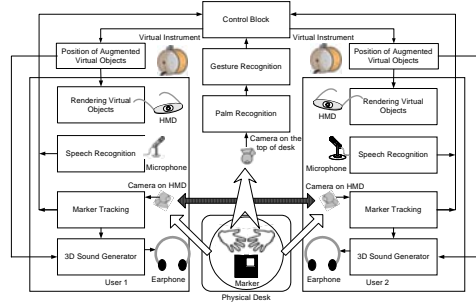 Control Block
Virtual Instrument
Virtual Instrument
Position of Augmented
Virtual Objects
Position of Augmented
Virtual Objects
Gesture Recognition
Rendering Virtual
Objects
HMD
Palm Recognition
HMD
Rendering Virtual
Objects
Camera on the
top of desk
Speech Recognition
Microphone
Microphone
Speech Recognition
Camera on HMD
Camera on HMD
Marker Tracking
Marker Tracking
3D Sound Generator
3D Sound Generator
User 1
Earphone
Marker
Earphone
User 2
Physical Desk